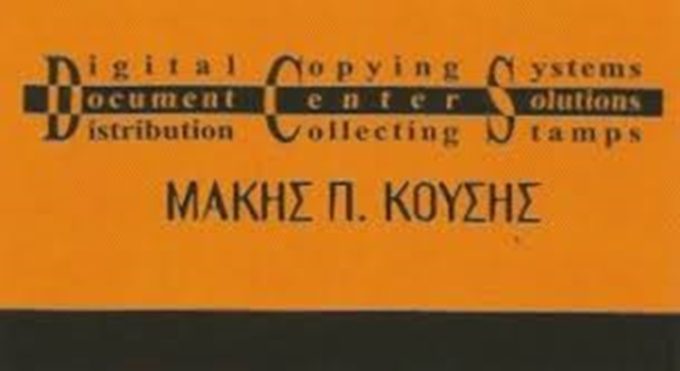 Digital Copying Systems
Document Center Solutions
Distribution Collecting Stamps
ΜΑΚΗΣ Π. ΚΟΥΣΗΣ